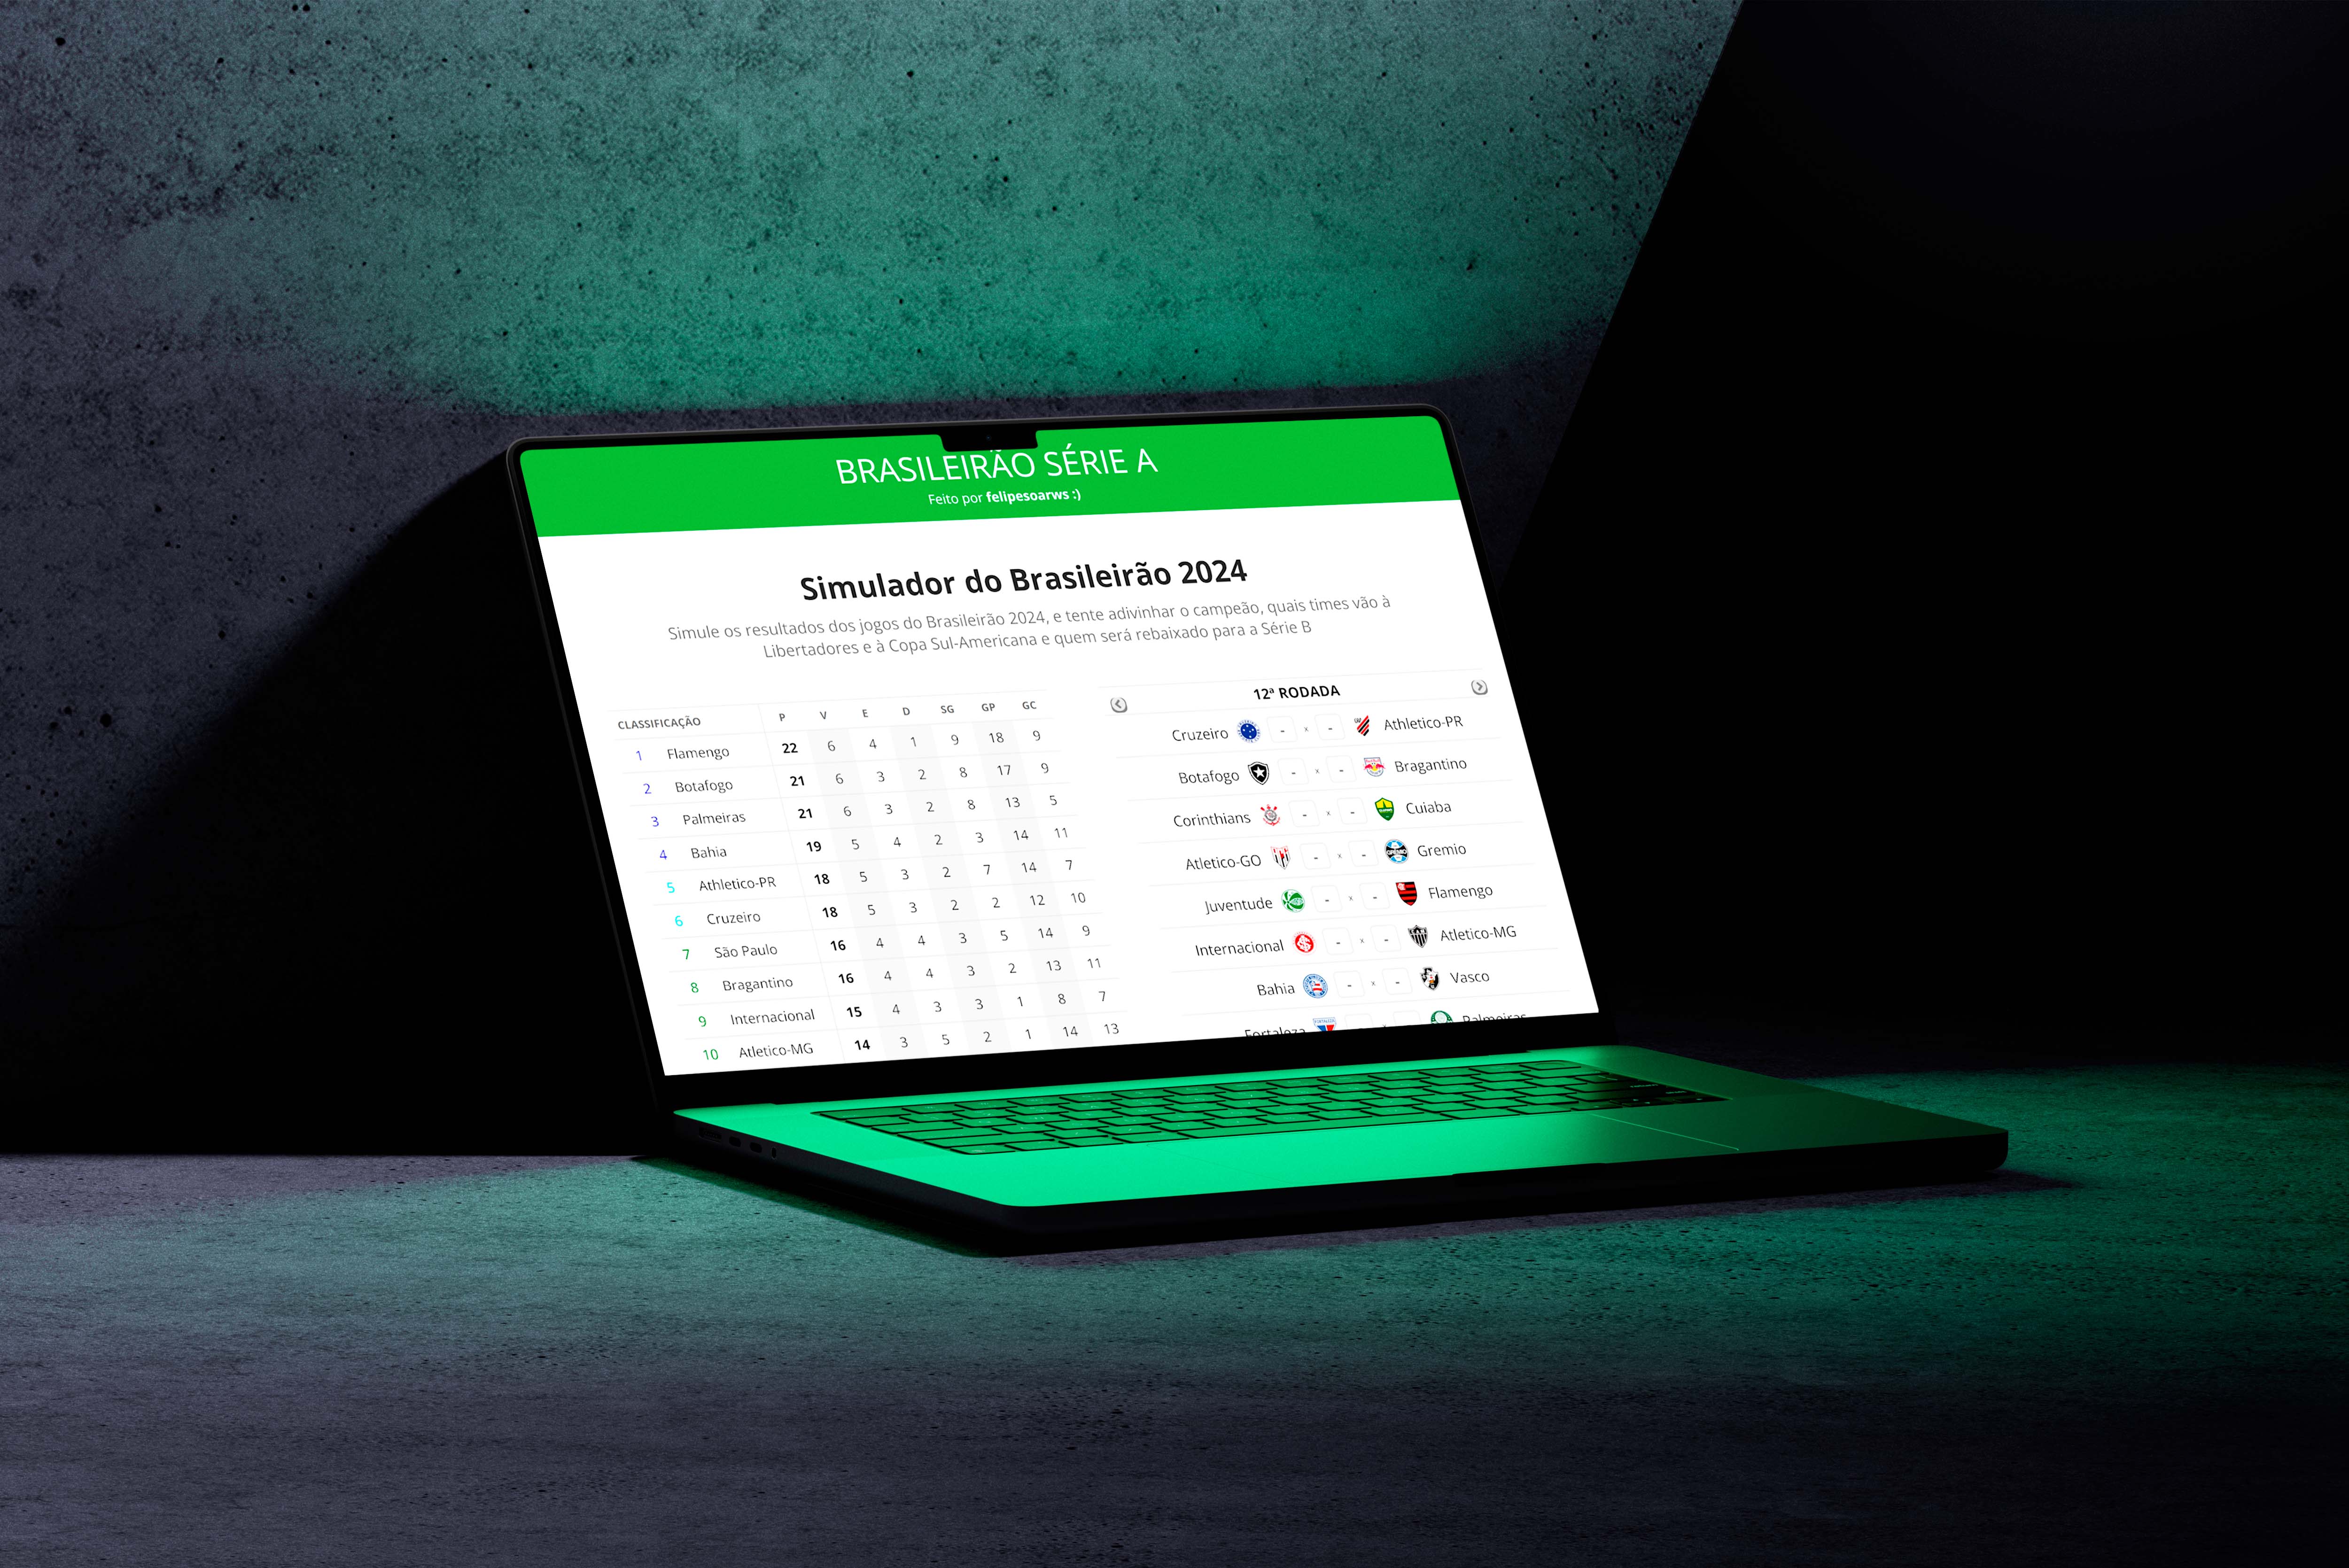 BRASILEIRÃO SÉRIE A
Feito por felipesoarws :)
Simulador do Brasileirão 2024
Simule os resultados dos jogos do Brasileirão 2024, e tente adivinhar o campeão, quais times vão à
Libertadores e à Copa Sul-Americana e quem será rebaixado para a Série B
CLASSIFICAÇÃO P V E D SG GP GC
1 Flamengo 22 6 4 1 9 18 9
2 Botafogo 21 6 3 2 8 17 9
3 Palmeiras 21 6 3 2 8 13 5
4 Bahia 19 5 4 2 3 14 11
5 Athletico-PR 18 5 3 2 7 14 7
6 Cruzeiro 18 5 3 2 2 12 10
7 São Paulo 16 4 4 3 5 14 9
8 Bragantino 16 4 4 3 2 13 11
9 Internacional 15 4 3 3 1 8 7
10 Atletico-MG 14 3 5 2 1 14 13
12ª RODADA
Cruzeiro - x - Athletico-PR
Botafogo - x - Bragantino
Corinthians - x - Cuiaba
Atletico-GO - x - Gremio
Juventude - x - Flamengo
Internacional - x - Atletico-MG
Bahia - x - Vasco
Fortaleza Palmeiras